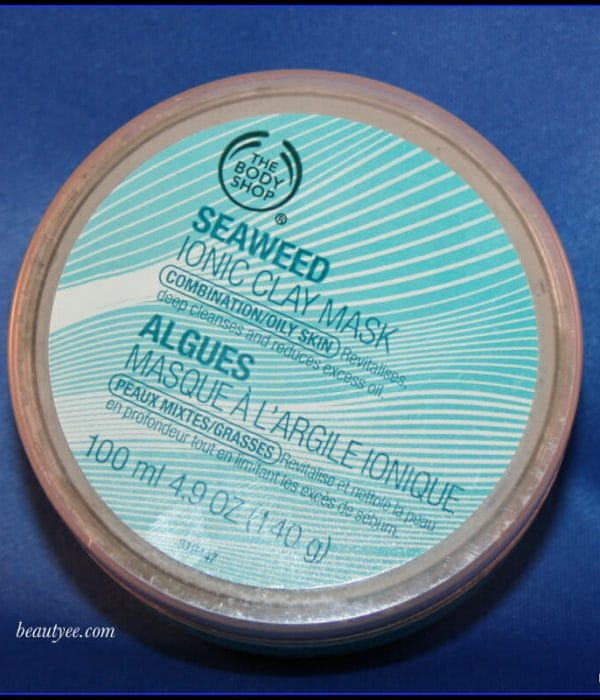 THE
BODY
SHOP
®
SEAWEED
IONIC CLAY MASK
COMBINATION/OILY SKIN Revitalises,
deep cleanses and reduces excess oil.
ALGUES
MASQUE À L'ARGILE IONIQUE
PEAUX MIXTES/GRASSES Revitalise et nettoie la peau
en profondeur tout en limitant les excès de sébum.
100 ml 4.9 OZ (140 g)
beautyee.com